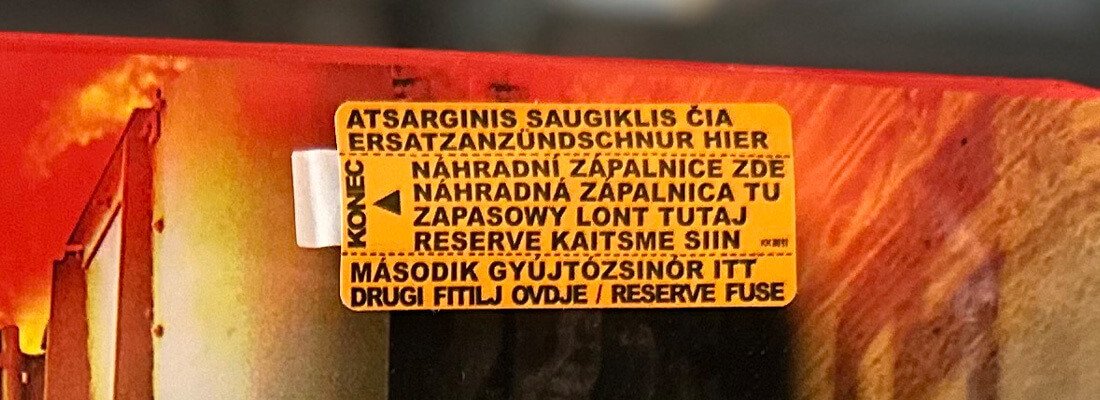 ATSARGINIS SAUGIKLIS ČIA
ERSATZANZÜNDSCHNUR HIER
KONEC
NÁHRADNÍ ZÁPALNICE ZDE
NÁHRADNÁ ZÁPALNICA TU
ZAPASOWY LONT TUTAJ
RESERVE KAITSME SIIN
MÁSODIK GYÚJTÓZSINÓR ITT
DRUGI FITILJ OVDJE / RESERVE FUSE